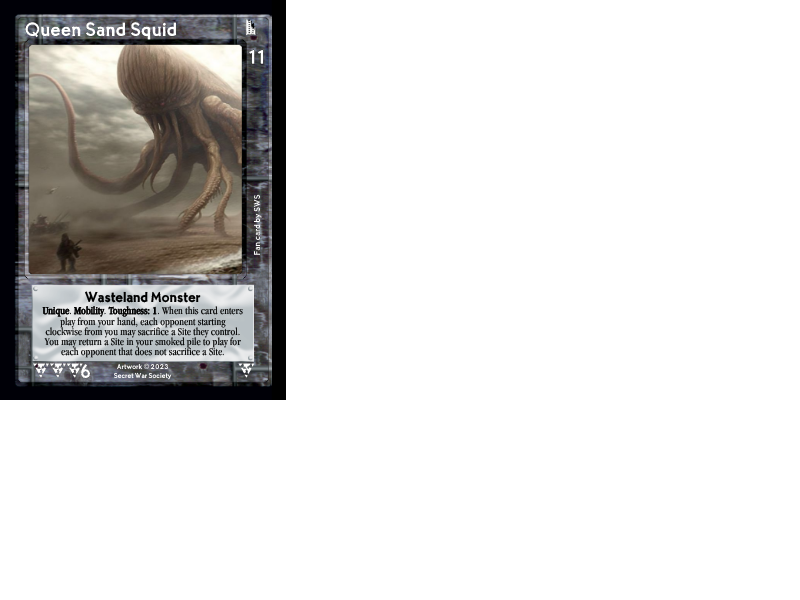 Queen Sand Squid
11
Fan card by SWS
Wasteland Monster
Unique. Mobility. Toughness: 1. When this card enters
play from your hand, each opponent starting
clockwise from you may sacrifice a Site they control.
You may return a Site in your smoked pile to play for
each opponent that does not sacrifice a Site.
6
Artwork © 2023
Secret War Society